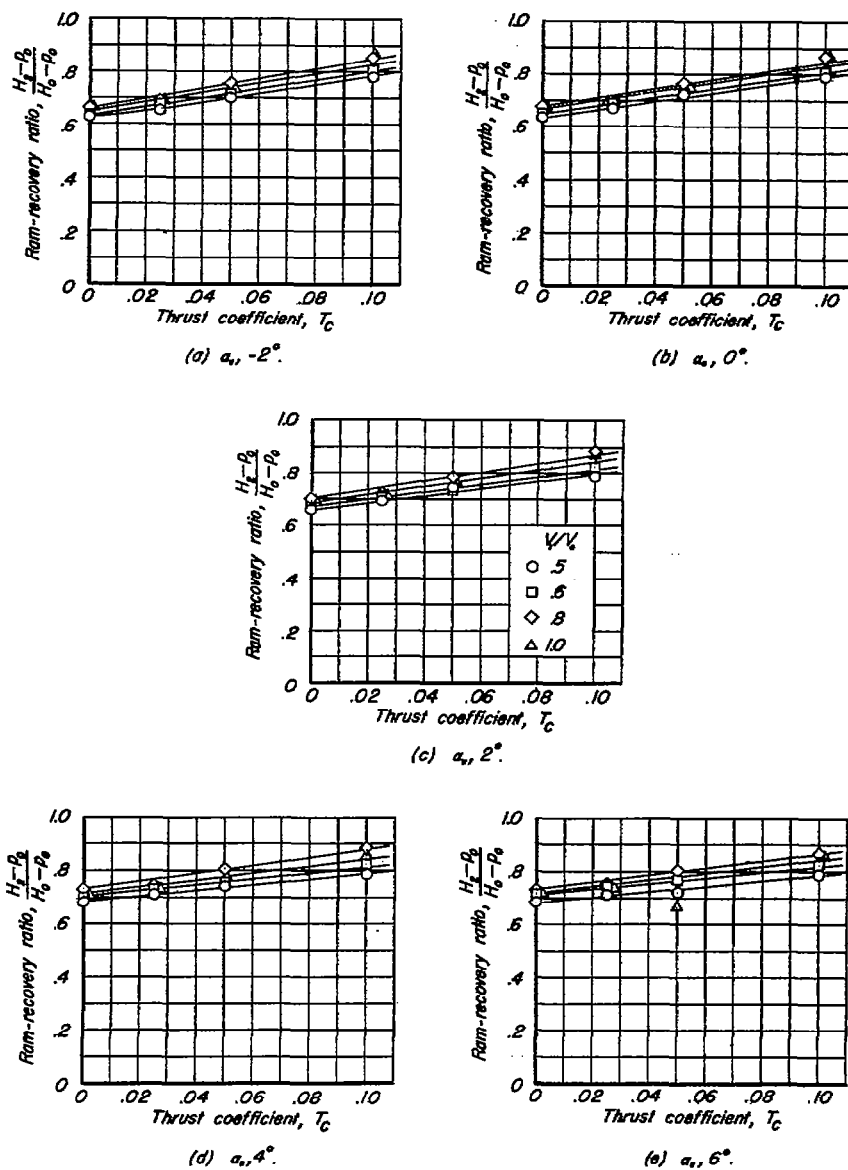 1.0
.8
.6
.4
.2
0
Ram-recovery ratio, H₂-p₀/H₀-p₀
0 .02 .04 .06 .08 .10
Thrust coefficient, T_C
(a) αᵤ, -2°.
1.0
.8
.6
.4
.2
0
Ram-recovery ratio, H₂-p₀/H₀-p₀
0 .02 .04 .06 .08 .10
Thrust coefficient, T_C
(b) αᵤ, 0°.
1.0
.8
.6
.4
.2
0
Ram-recovery ratio, H₂-p₀/H₀-p₀
V₁/V₀
.5
.6
.8
1.0
0 .02 .04 .06 .08 .10
Thrust coefficient, T_C
(c) αᵤ, 2°.
1.0
.8
.6
.4
.2
0
Ram-recovery ratio, H₂-p₀/H₀-p₀
0 .02 .04 .06 .08 .10
Thrust coefficient, T_C
(d) αᵤ, 4°.
1.0
.8
.6
.4
.2
0
Ram-recovery ratio, H₂-p₀/H₀-p₀
0 .02 .04 .06 .08 .10
Thrust coefficient, T_C
(e) αᵤ, 6°.